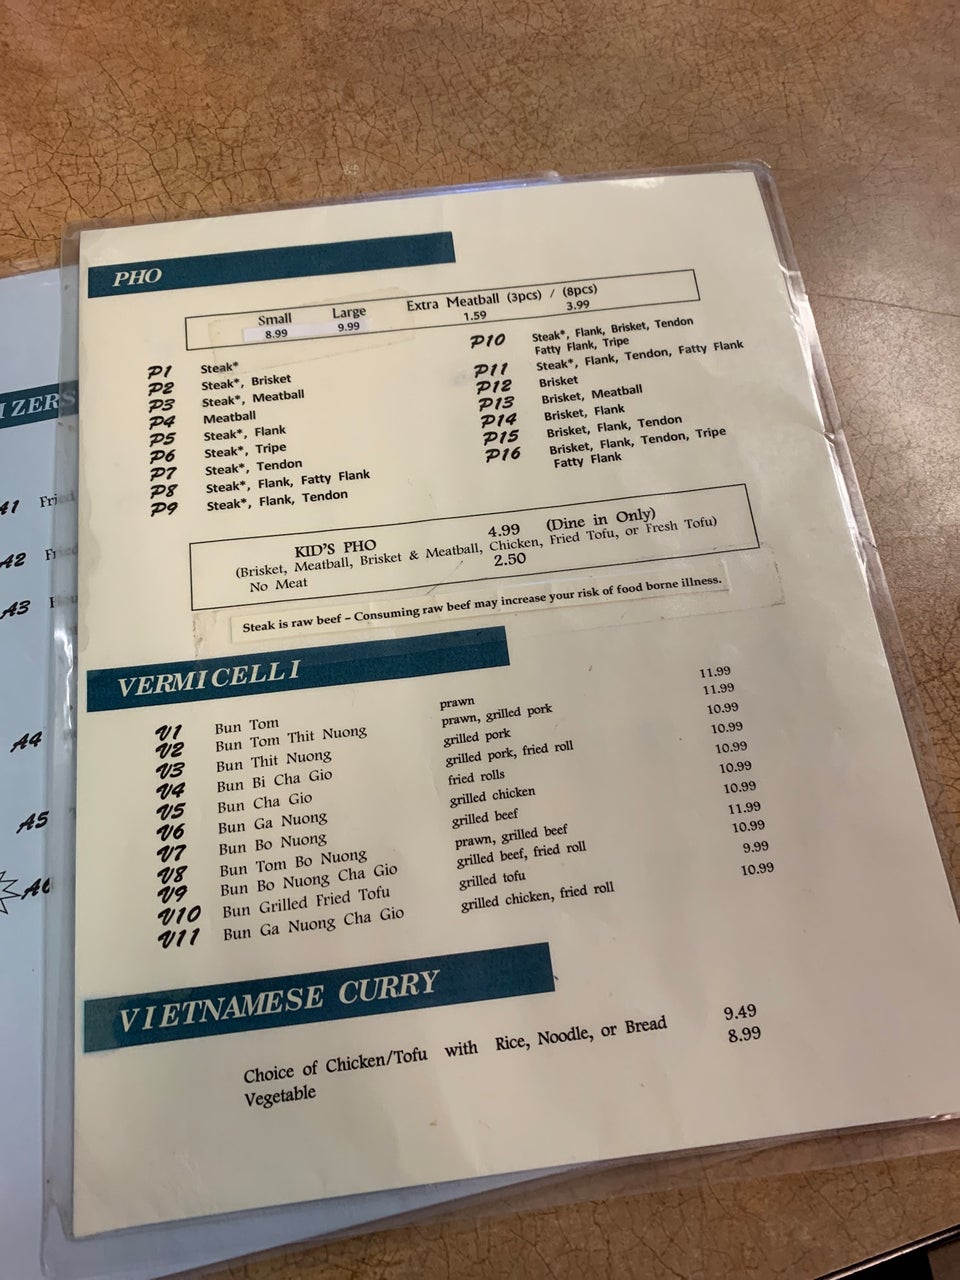 PHO
Small Large Extra Meatball (3pcs) / (8pcs)
8.99 9.99 1.59 3.99
P1 Steak*
P2 Steak*, Brisket
P3 Steak*, Meatball
P4 Meatball
P5 Steak*, Flank
P6 Steak*, Tripe
P7 Steak*, Tendon
P8 Steak*, Flank, Fatty Flank
P9 Steak*, Flank, Tendon
P10 Steak*, Flank, Brisket, Tendon
Fatty Flank, Tripe
P11 Steak*, Flank, Tendon, Fatty Flank
P12 Brisket
P13 Brisket, Meatball
P14 Brisket, Flank
P15 Brisket, Flank, Tendon
P16 Brisket, Flank, Tendon, Tripe
Fatty Flank
KID'S PHO 4.99 (Dine in Only)
(Brisket, Meatball, Brisket & Meatball, Chicken, Fried Tofu, or Fresh Tofu)
No Meat 2.50
Steak is raw beef – Consuming raw beef may increase your risk of food borne illness.
VERMICELLI
V1 Bun Tom prawn 11.99
V2 Bun Tom Thit Nuong prawn, grilled pork 11.99
V3 Bun Thit Nuong grilled pork 10.99
V4 Bun Bi Cha Gio grilled pork, fried roll 10.99
V5 Bun Cha Gio fried rolls 10.99
V6 Bun Ga Nuong grilled chicken 10.99
V7 Bun Bo Nuong grilled beef 10.99
V8 Bun Tom Bo Nuong prawn, grilled beef 11.99
V9 Bun Bo Nuong Cha Gio grilled beef, fried roll 10.99
V10 Bun Grilled Fried Tofu grilled tofu 9.99
V11 Bun Ga Nuong Cha Gio grilled chicken, fried roll 10.99
VIETNAMESE CURRY
Choice of Chicken/Tofu with Rice, Noodle, or Bread 9.49
Vegetable 8.99
IZERS
A1 Fried
A2 Fried
A3
A4
A5
A6